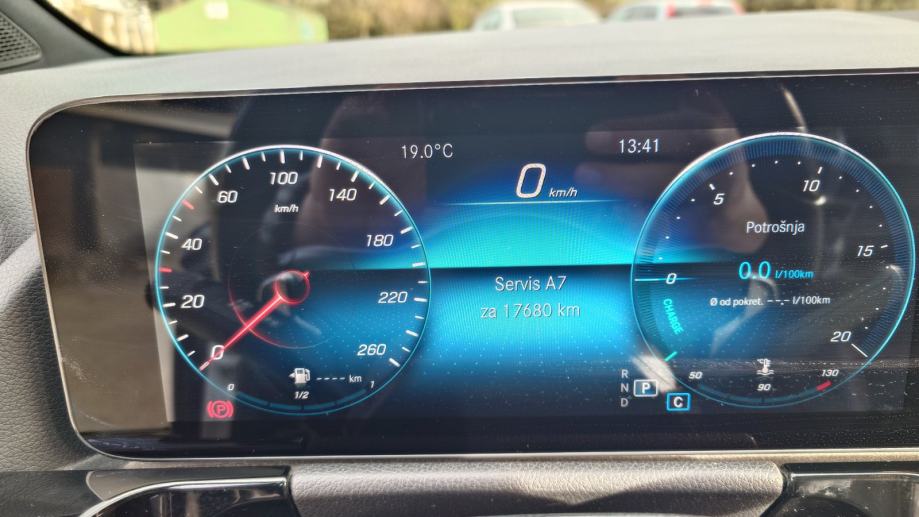 19.0°C
13:41
0 km/h
Servis A7
za 17680 km
0
20
40
60
100
140
180
220
260
km/h
0
1/2
1
----- km
P
R
N
P
D
C
0
5
10
15
20
Potrošnja
0.0 l/100km
Ø od pokret. --,- l/100km
CHARGE
50
90
130